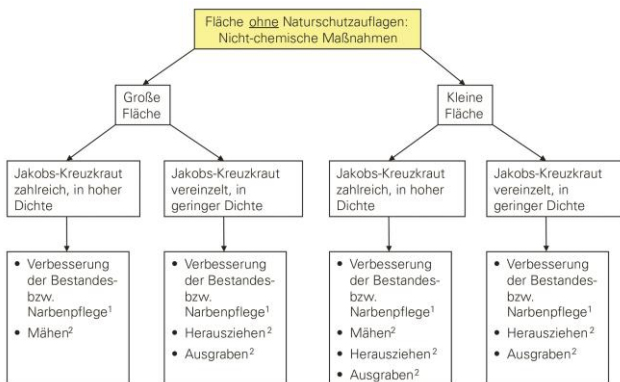 Fläche ohne Naturschutzauflagen:
Nicht-chemische Maßnahmen
Große
Fläche
Kleine
Fläche
Jakobs-Kreuzkraut
zahlreich, in hoher
Dichte
Jakobs-Kreuzkraut
vereinzelt, in
geringer Dichte
Jakobs-Kreuzkraut
zahlreich, in hoher
Dichte
Jakobs-Kreuzkraut
vereinzelt, in
geringer Dichte
• Verbesserung
der Bestandes-
bzw.
Narbenpflege¹
• Mähen²
• Verbesserung
der Bestandes-
bzw.
Narbenpflege¹
• Herausziehen²
• Ausgraben²
• Verbesserung
der Bestandes-
bzw.
Narbenpflege¹
• Mähen²
• Herausziehen²
• Ausgraben²
• Verbesserung
der Bestandes-
bzw.
Narbenpflege¹
• Herausziehen²
• Ausgraben²